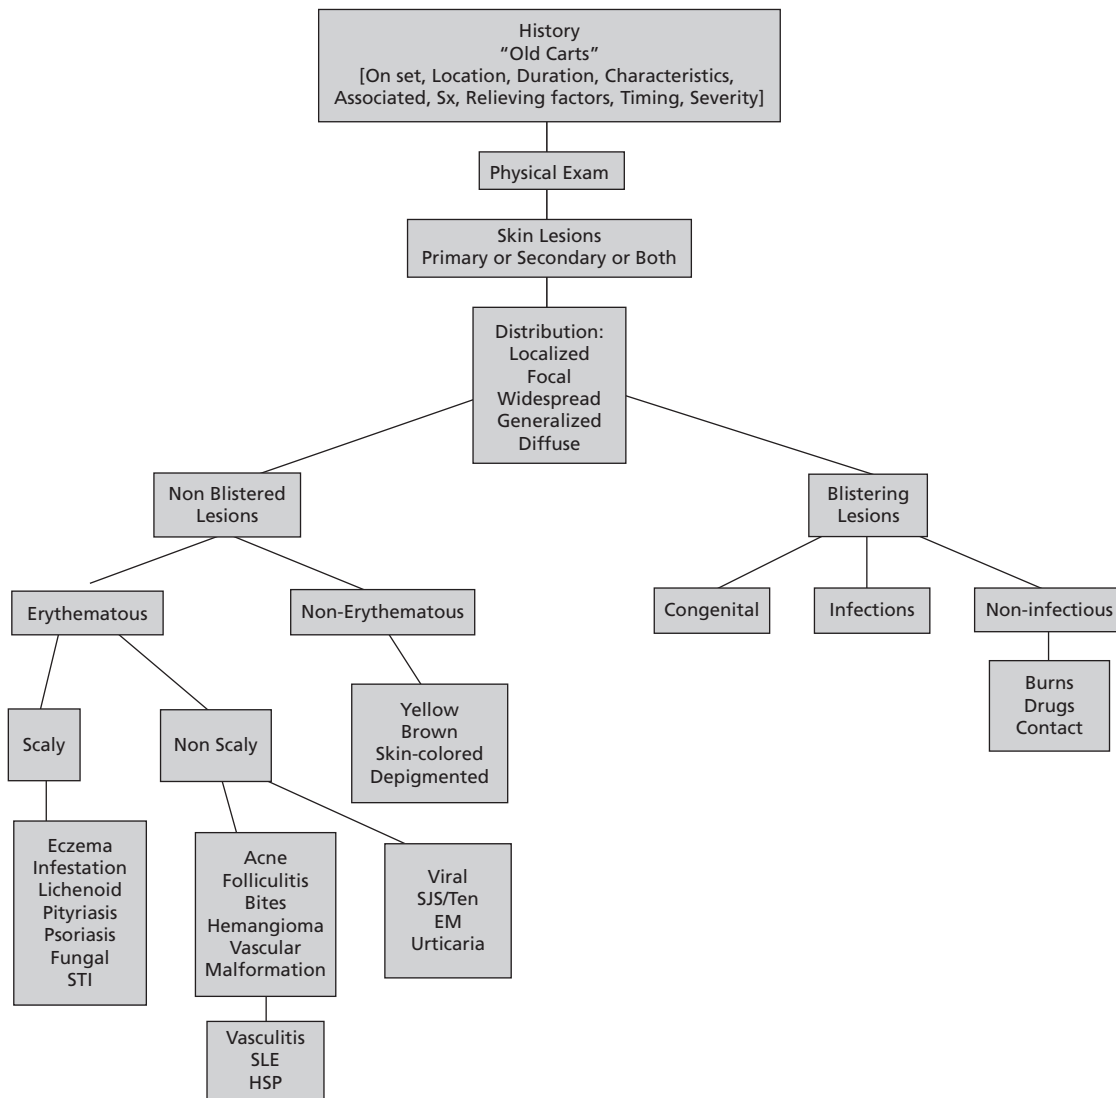 History
“Old Carts”
[On set, Location, Duration, Characteristics,
Associated, Sx, Relieving factors, Timing, Severity]
Physical Exam
Skin Lesions
Primary or Secondary or Both
Distribution:
Localized
Focal
Widespread
Generalized
Diffuse
Non Blistered
Lesions
Blistering
Lesions
Erythematous
Non-Erythematous
Congenital
Infections
Non-infectious
Scaly
Non Scaly
Yellow
Brown
Skin-colored
Depigmented
Burns
Drugs
Contact
Eczema
Infestation
Lichenoid
Pityriasis
Psoriasis
Fungal
STI
Acne
Folliculitis
Bites
Hemangioma
Vascular
Malformation
Viral
SJS/Ten
EM
Urticaria
Vasculitis
SLE
HSP